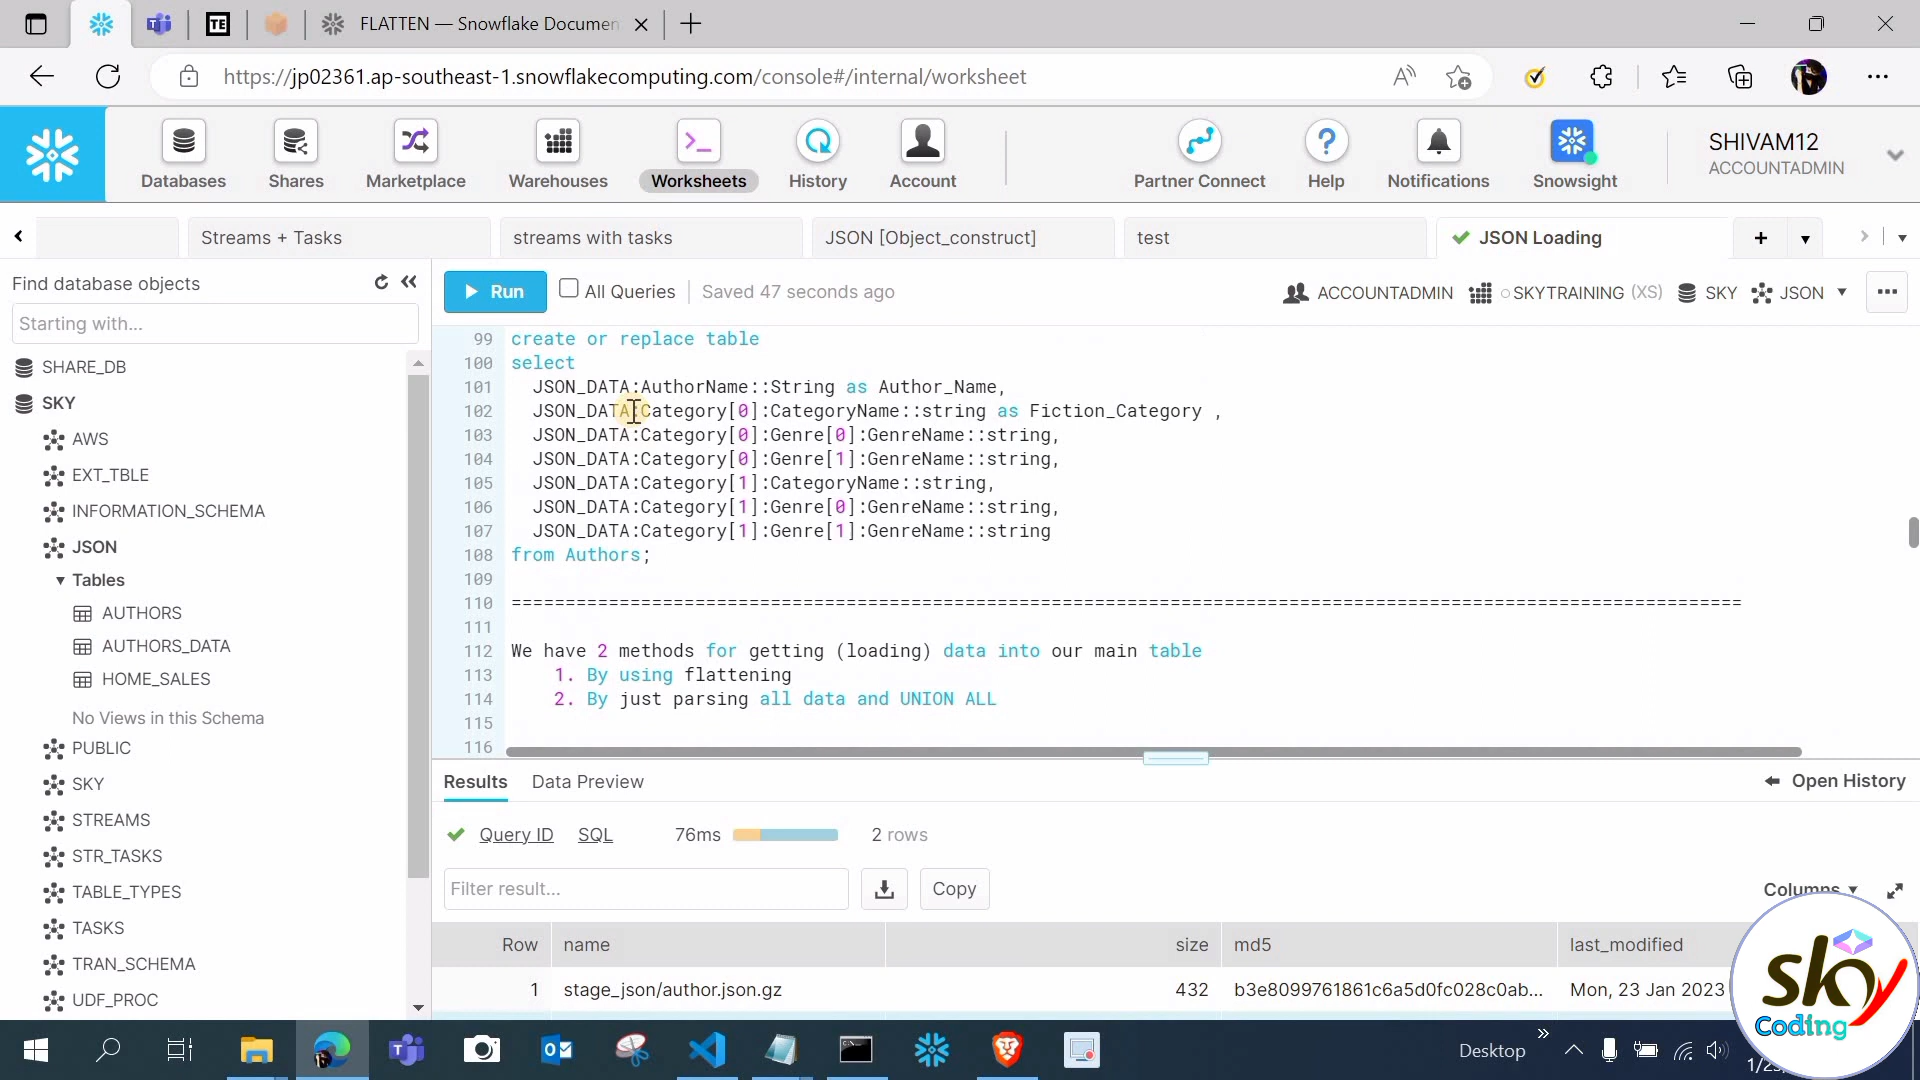 TE
FLATTEN — Snowflake Documen
https://jp02361.ap-southeast-1.snowflakecomputing.com/console#/internal/worksheet
Databases
Shares
Marketplace
Warehouses
Worksheets
History
Account
Partner Connect
Help
Notifications
Snowsight
SHIVAM12
ACCOUNTADMIN
Streams + Tasks
streams with tasks
JSON [Object_construct]
test
JSON Loading
Find database objects
Starting with...
Run
All Queries
Saved 47 seconds ago
ACCOUNTADMIN
SKYTRAINING (XS)
SKY
JSON
SHARE_DB
SKY
AWS
EXT_TBLE
INFORMATION_SCHEMA
JSON
Tables
AUTHORS
AUTHORS_DATA
HOME_SALES
No Views in this Schema
PUBLIC
SKY
STREAMS
STR_TASKS
TABLE_TYPES
TASKS
TRAN_SCHEMA
UDF_PROC
99 create or replace table
100 select
101 JSON_DATA:AuthorName::String as Author_Name,
102 JSON_DATA:Category[0]:CategoryName::string as Fiction_Category ,
103 JSON_DATA:Category[0]:Genre[0]:GenreName::string,
104 JSON_DATA:Category[0]:Genre[1]:GenreName::string,
105 JSON_DATA:Category[1]:CategoryName::string,
106 JSON_DATA:Category[1]:Genre[0]:GenreName::string,
107 JSON_DATA:Category[1]:Genre[1]:GenreName::string
108 from Authors;
109
110 ==================================================================================================================
111
112 We have 2 methods for getting (loading) data into our main table
113 1. By using flattening
114 2. By just parsing all data and UNION ALL
115
116
Results
Data Preview
Open History
Query ID
SQL
76ms
2 rows
Filter result...
Copy
Columns
Row name size md5 last_modified
1 stage_json/author.json.gz 432 b3e8099761861c6a5d0fc028c0ab... Mon, 23 Jan 2023
sky
Coding
Desktop